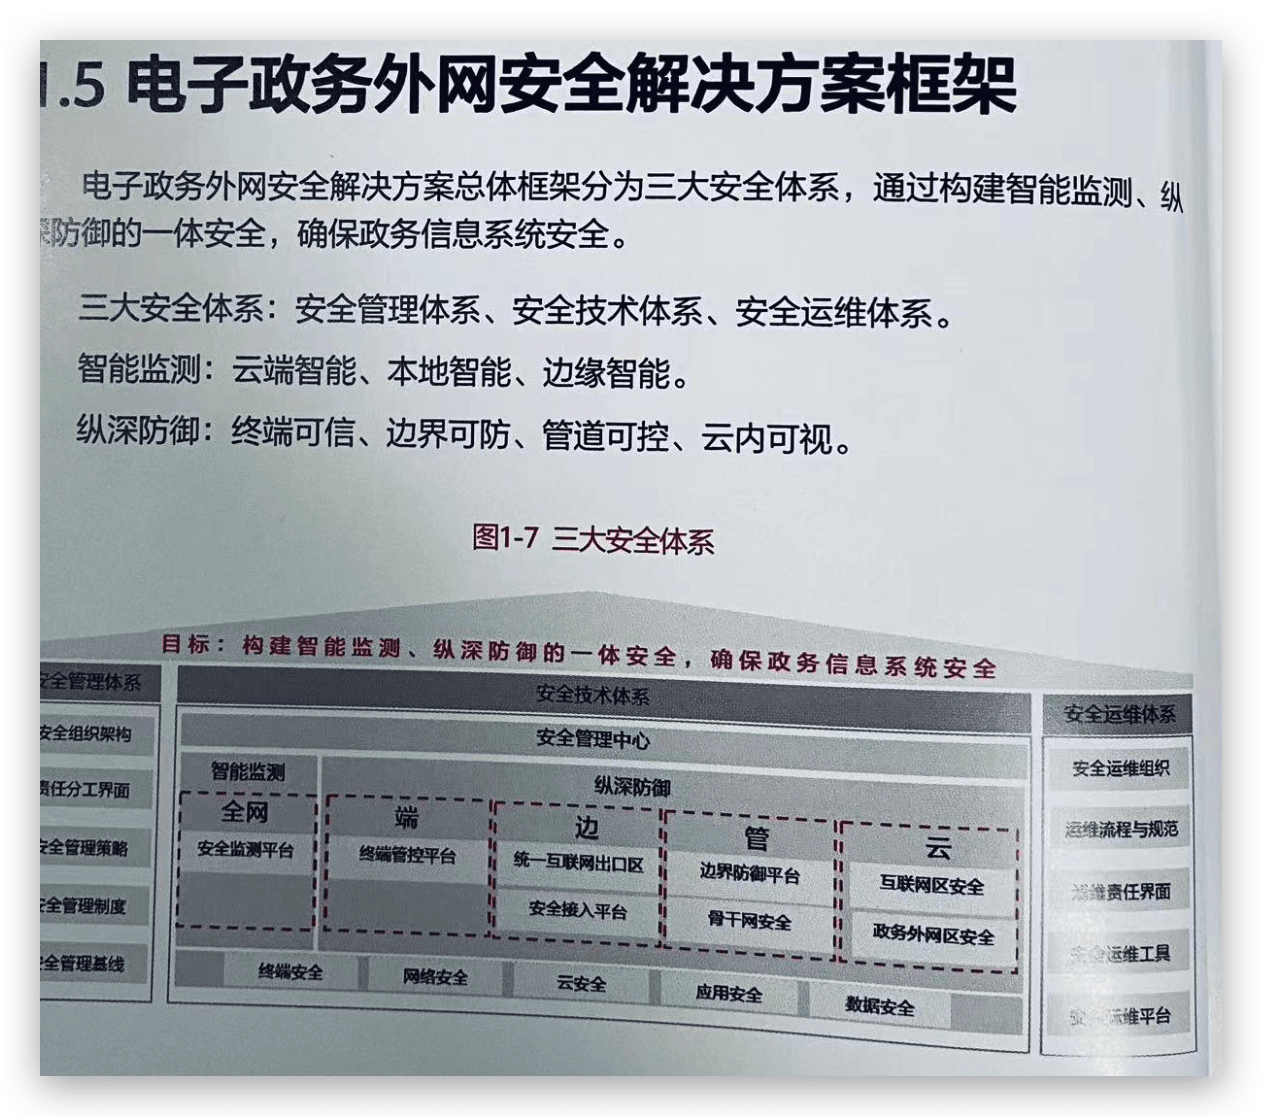 1.5 电子政务外网安全解决方案框架
电子政务外网安全解决方案总体框架分为三大安全体系，通过构建智能监测、纵
深防御的一体安全，确保政务信息系统安全。
三大安全体系：安全管理体系、安全技术体系、安全运维体系。
智能监测：云端智能、本地智能、边缘智能。
纵深防御：终端可信、边界可防、管道可控、云内可视。
图1-7 三大安全体系
目标：构建智能监测、纵深防御的一体安全，确保政务信息系统安全
安全管理体系
安全组织架构
责任分工界面
安全管理策略
安全管理制度
安全管理基线
安全技术体系
安全管理中心
智能监测
全网
安全监测平台
纵深防御
端
终端管控平台
边
统一互联网出口区
安全接入平台
管
边界防御平台
骨干网安全
云
互联网区安全
政务外网区安全
终端安全
网络安全
云安全
应用安全
数据安全
安全运维体系
安全运维组织
运维流程与规范
运维责任界面
安全运维工具
安全运维平台